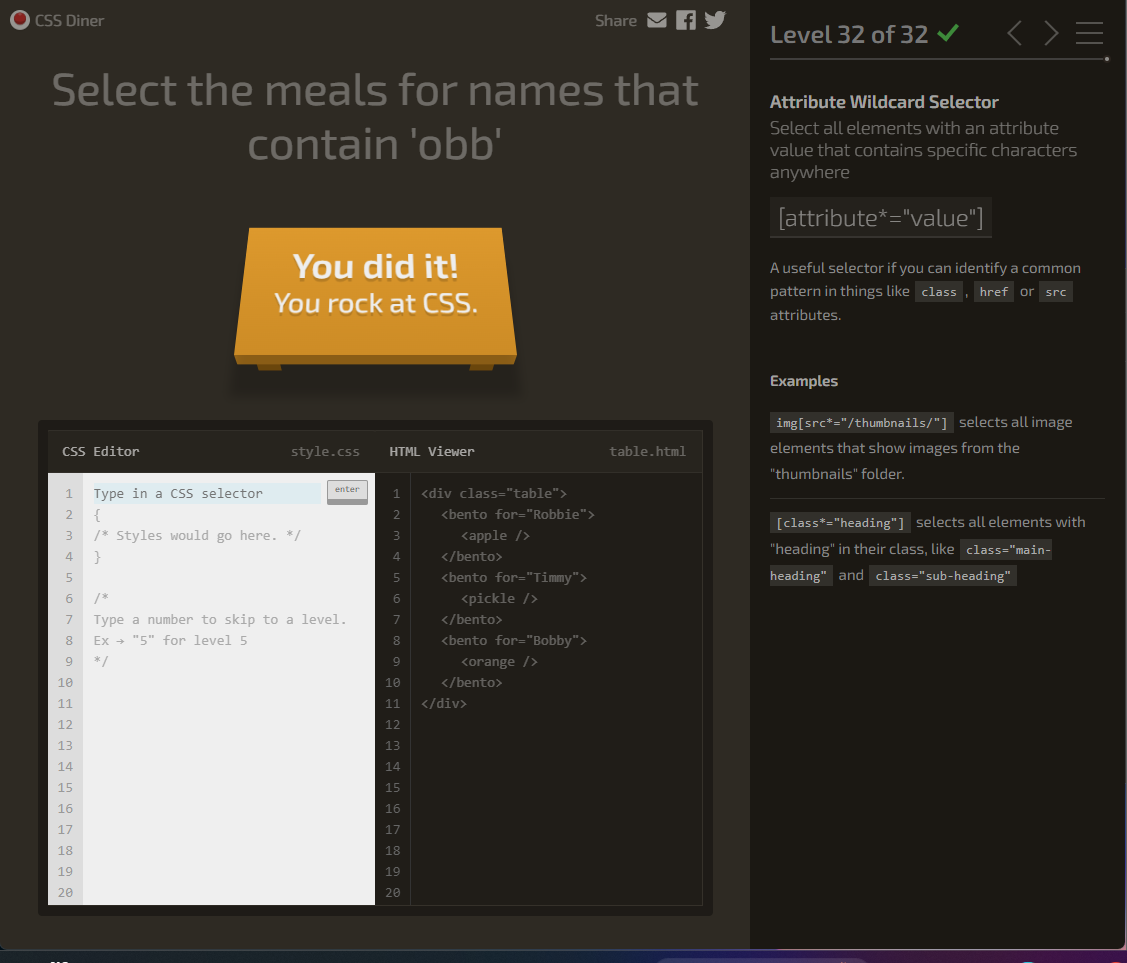 CSS Diner
Share
Select the meals for names that
contain 'obb'
You did it!
You rock at CSS.
CSS Editor style.css
1 Type in a CSS selector enter
2 {
3 /* Styles would go here. */
4 }
5
6 /*
7 Type a number to skip to a level.
8 Ex → "5" for level 5
9 */
10
11
12
13
14
15
16
17
18
19
20
HTML Viewer table.html
1 <div class="table">
2 <bento for="Robbie">
3 <apple />
4 </bento>
5 <bento for="Timmy">
6 <pickle />
7 </bento>
8 <bento for="Bobby">
9 <orange />
10 </bento>
11 </div>
12
13
14
15
16
17
18
19
20
Level 32 of 32
Attribute Wildcard Selector
Select all elements with an attribute
value that contains specific characters
anywhere
[attribute*="value"]
A useful selector if you can identify a common
pattern in things like class, href or src
attributes.
Examples
img[src*="/thumbnails/"] selects all image
elements that show images from the
"thumbnails" folder.
[class*="heading"] selects all elements with
"heading" in their class, like class="main-
heading" and class="sub-heading"